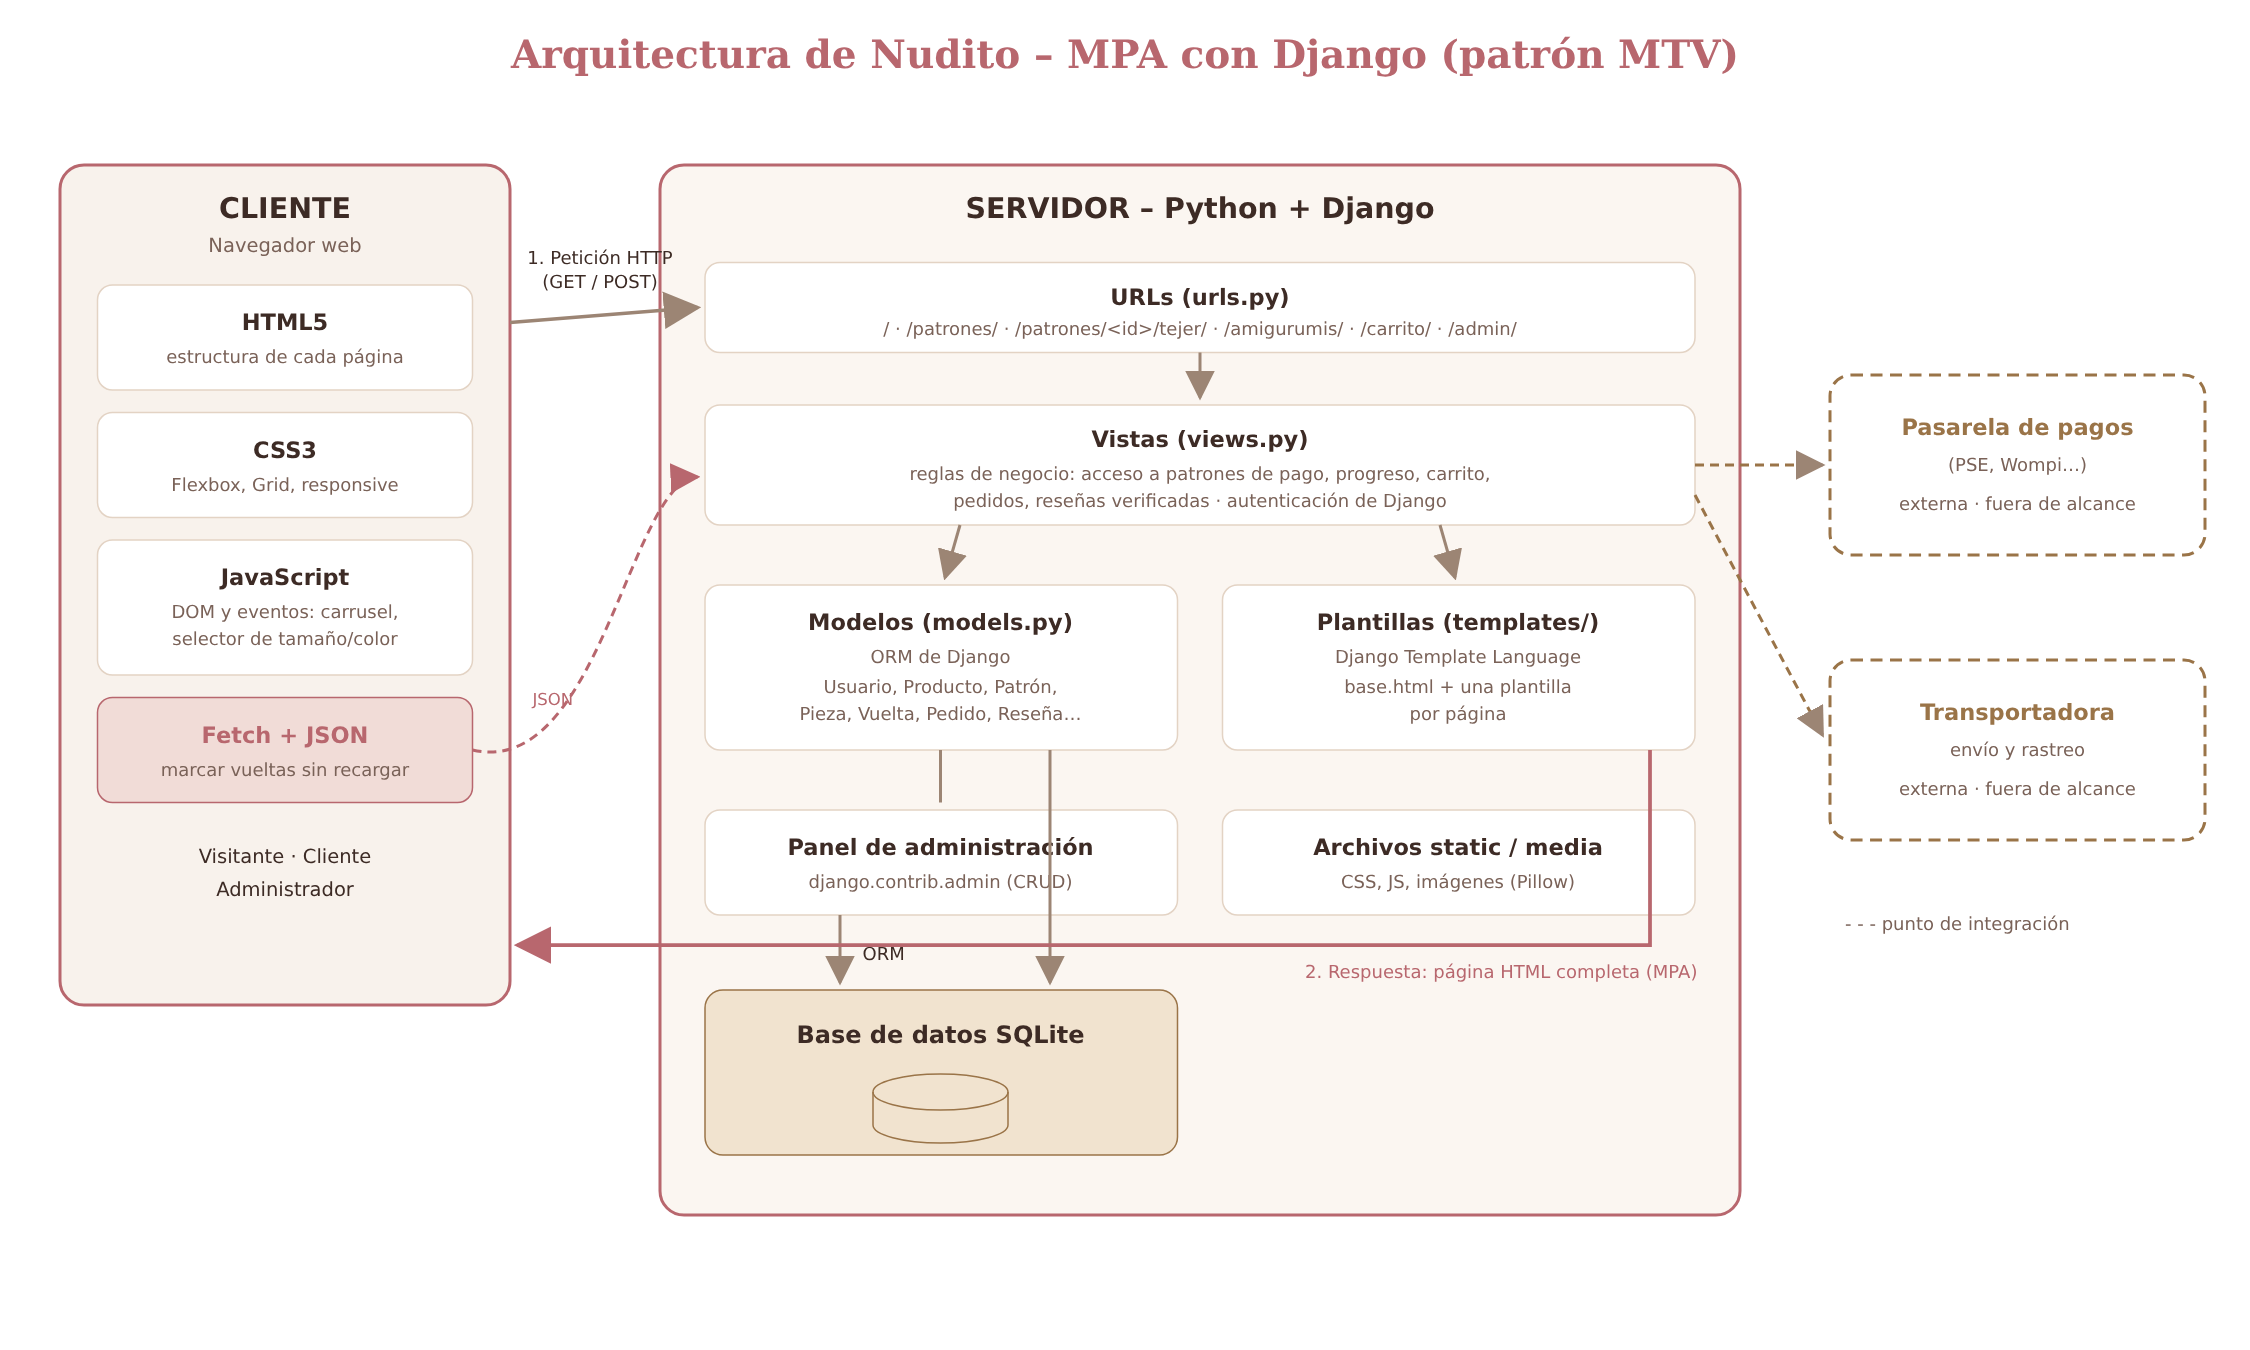 Arquitectura de Nudito – MPA con Django (patrón MTV)
CLIENTE
Navegador web
HTML5
estructura de cada página
CSS3
Flexbox, Grid, responsive
JavaScript
DOM y eventos: carrusel,
selector de tamaño/color
Fetch + JSON
marcar vueltas sin recargar
Visitante · Cliente
Administrador
1. Petición HTTP
(GET / POST)
JSON
SERVIDOR – Python + Django
URLs (urls.py)
/ · /patrones/ · /patrones/<id>/tejer/ · /amigurumis/ · /carrito/ · /admin/
Vistas (views.py)
reglas de negocio: acceso a patrones de pago, progreso, carrito,
pedidos, reseñas verificadas · autenticación de Django
Modelos (models.py)
ORM de Django
Usuario, Producto, Patrón,
Pieza, Vuelta, Pedido, Reseña…
Plantillas (templates/)
Django Template Language
base.html + una plantilla
por página
Panel de administración
django.contrib.admin (CRUD)
Archivos static / media
CSS, JS, imágenes (Pillow)
ORM
2. Respuesta: página HTML completa (MPA)
Base de datos SQLite
Pasarela de pagos
(PSE, Wompi…)
externa · fuera de alcance
Transportadora
envío y rastreo
externa · fuera de alcance
- - - punto de integración